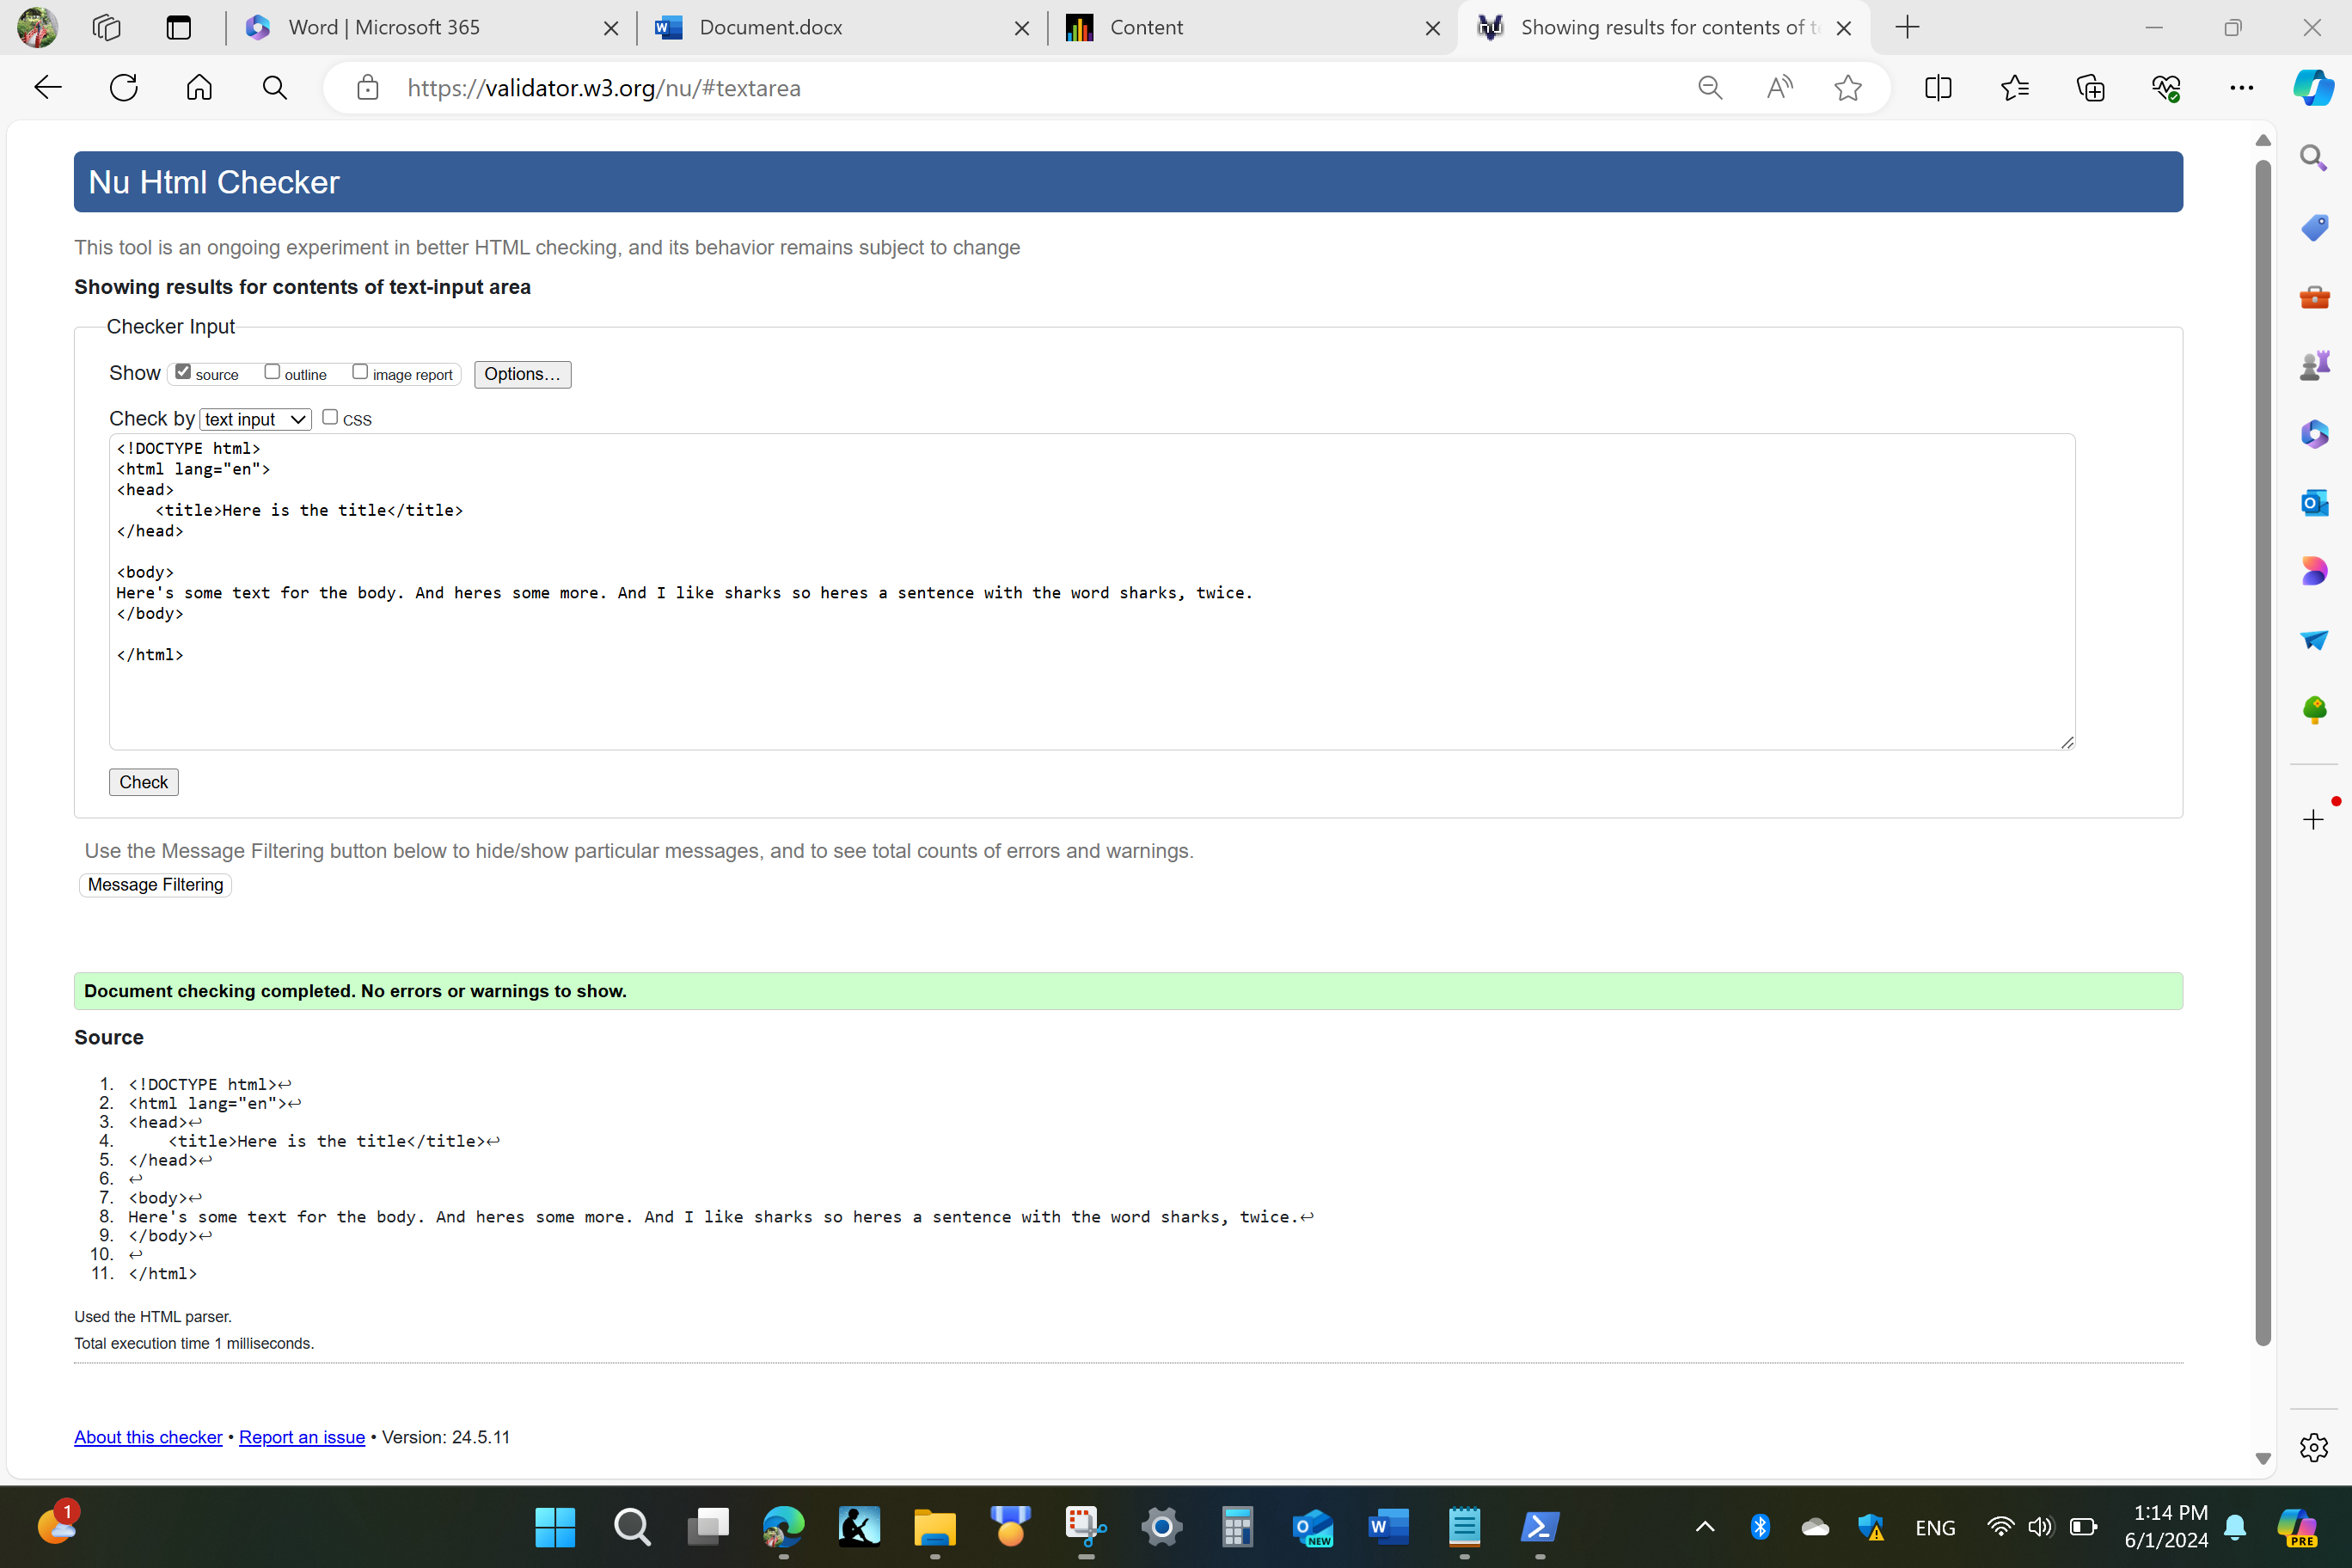 Word | Microsoft 365
Document.docx
Content
Showing results for contents of t
https://validator.w3.org/nu/#textarea
Nu Html Checker
This tool is an ongoing experiment in better HTML checking, and its behavior remains subject to change
Showing results for contents of text-input area
Checker Input
Show source outline image report Options...
Check by text input CSS
<!DOCTYPE html>
<html lang="en">
<head>
    <title>Here is the title</title>
</head>
<body>
Here's some text for the body. And heres some more. And I like sharks so heres a sentence with the word sharks, twice.
</body>
</html>
Check
Use the Message Filtering button below to hide/show particular messages, and to see total counts of errors and warnings.
Message Filtering
Document checking completed. No errors or warnings to show.
Source
1. <!DOCTYPE html>↩
2. <html lang="en">↩
3. <head>↩
4.     <title>Here is the title</title>↩
5. </head>↩
6. ↩
7. <body>↩
8. Here's some text for the body. And heres some more. And I like sharks so heres a sentence with the word sharks, twice.↩
9. </body>↩
10. ↩
11. </html>
Used the HTML parser.
Total execution time 1 milliseconds.
About this checker • Report an issue • Version: 24.5.11
1
NEW
ENG
1:14 PM
6/1/2024
PRE